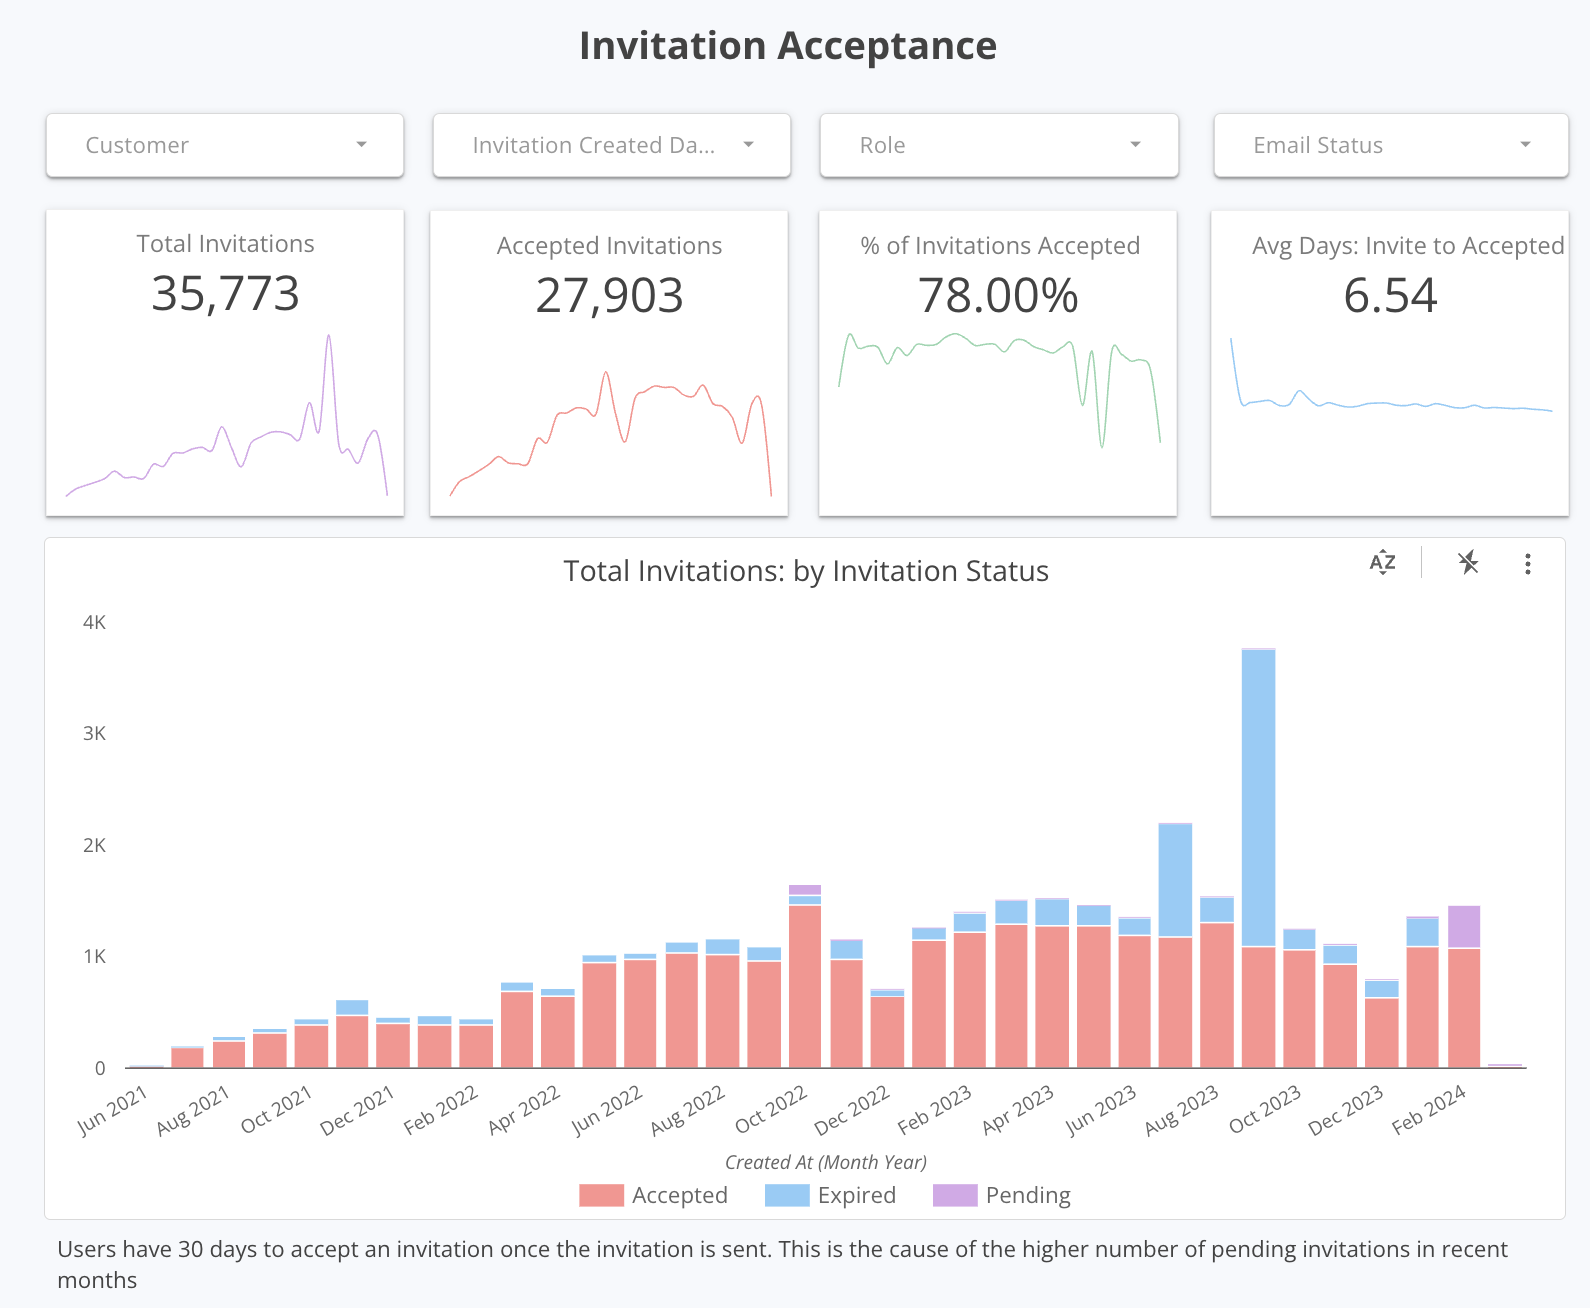 Invitation Acceptance
Customer
Invitation Created Da...
Role
Email Status
Total Invitations
35,773
Accepted Invitations
27,903
% of Invitations Accepted
78.00%
Avg Days: Invite to Accepted
6.54
Total Invitations: by Invitation Status
AZ
4K
3K
2K
1K
0
Jun 2021
Aug 2021
Oct 2021
Dec 2021
Feb 2022
Apr 2022
Jun 2022
Aug 2022
Oct 2022
Dec 2022
Feb 2023
Apr 2023
Jun 2023
Aug 2023
Oct 2023
Dec 2023
Feb 2024
Created At (Month Year)
Accepted
Expired
Pending
Users have 30 days to accept an invitation once the invitation is sent. This is the cause of the higher number of pending invitations in recent
months